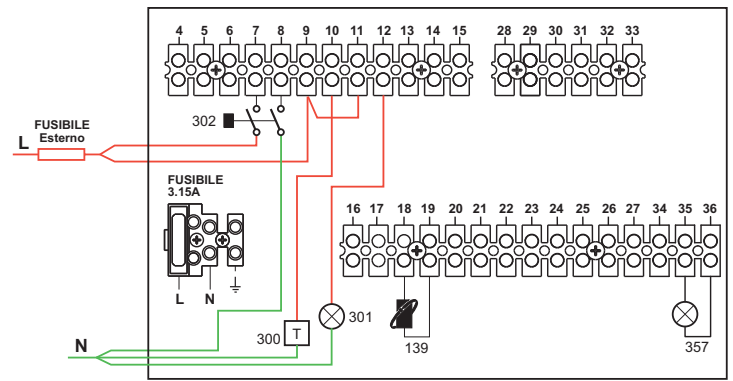 4 5 6 7 8 9 10 11 12 13 14 15 28 29 30 31 32 33
302
FUSIBILE
Esterno
L
FUSIBILE
3.15A
16 17 18 19 20 21 22 23 24 25 26 27 34 35 36
L N
301
300 T
139
357
N